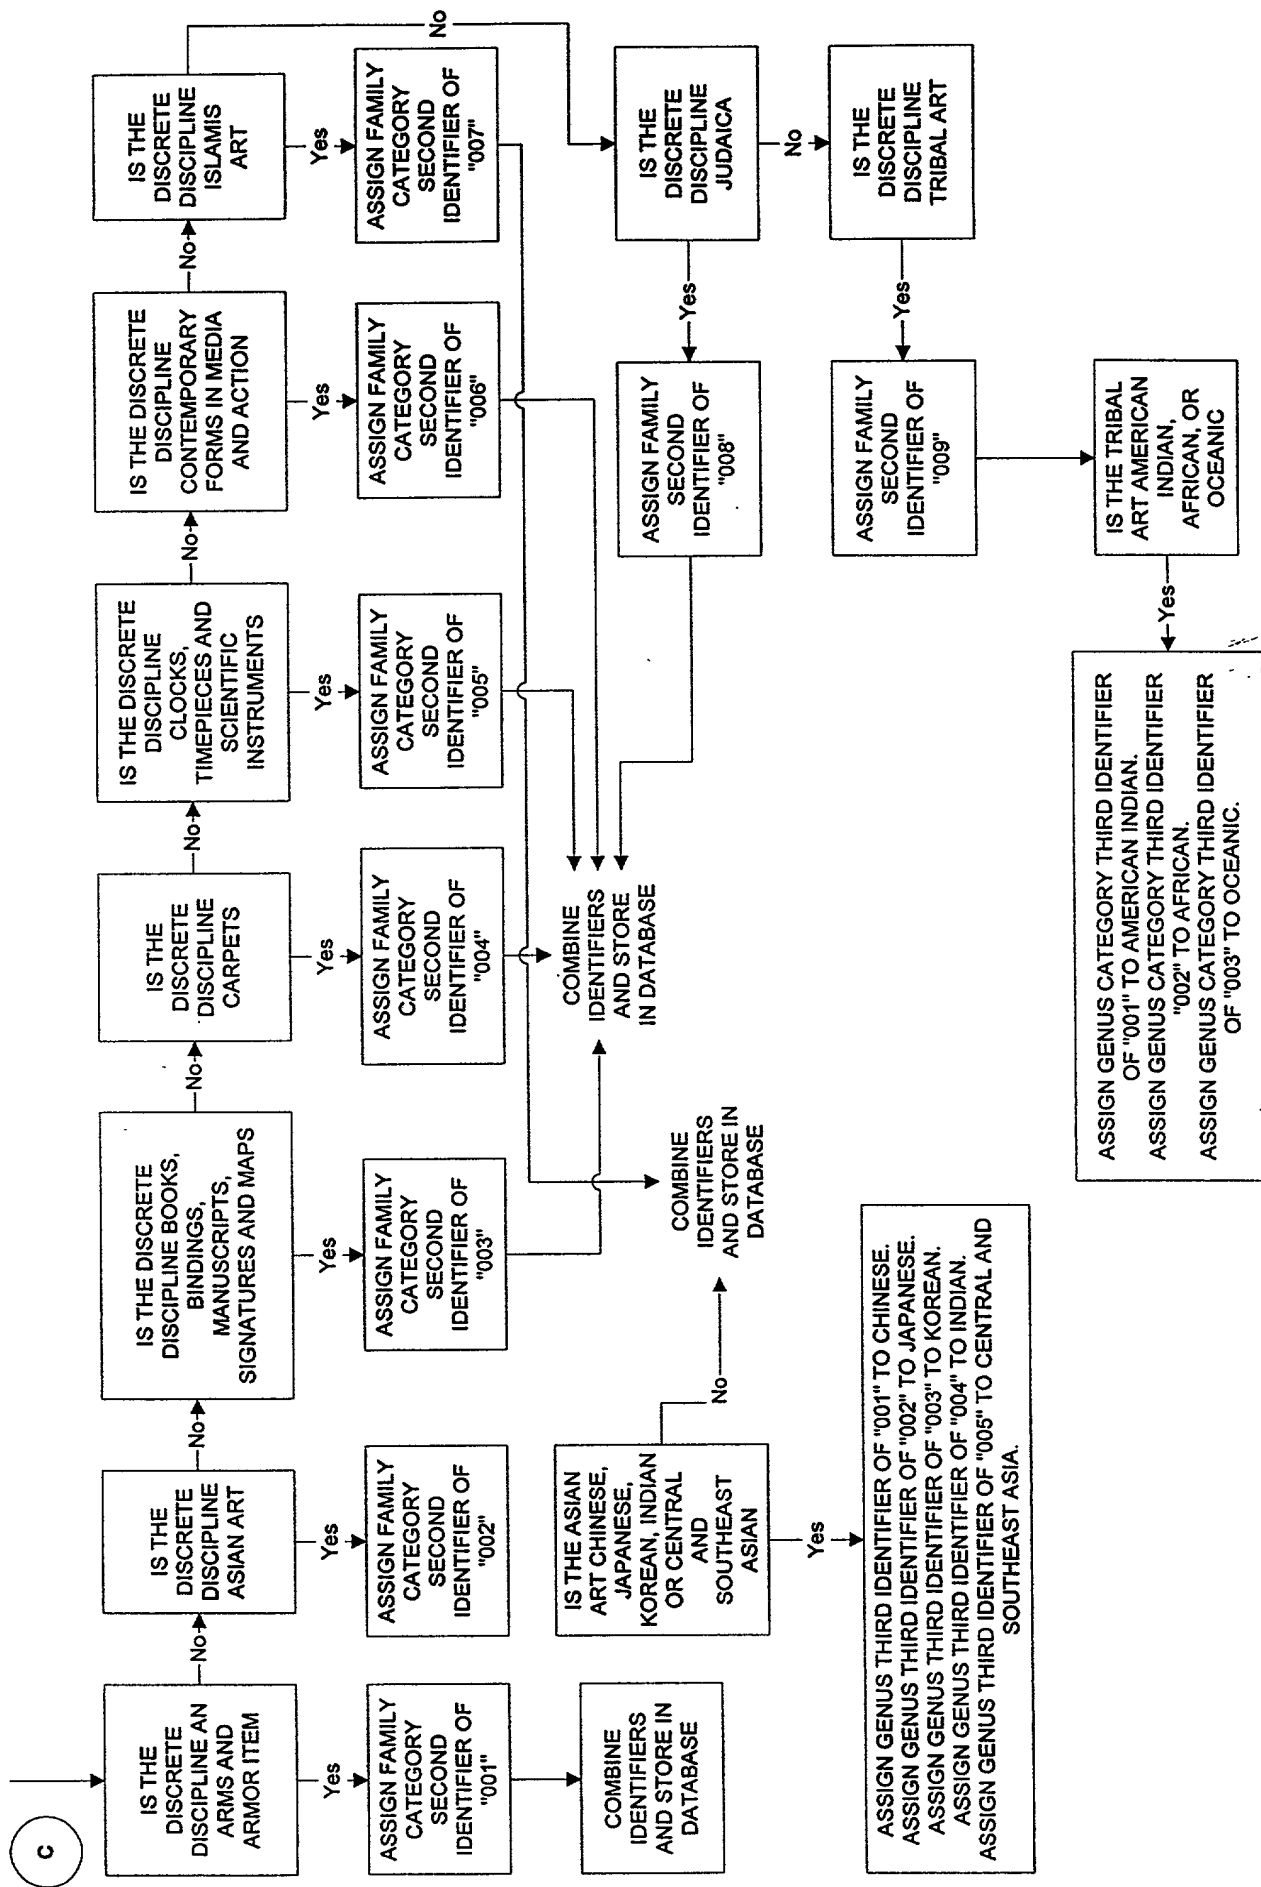 C
IS THE
DISCRETE
DISCIPLINE AN
ARMS AND
ARMOR ITEM
No
IS THE
DISCRETE
DISCIPLINE
ASIAN ART
No
IS THE DISCRETE
DISCIPLINE BOOKS,
BINDINGS,
MANUSCRIPTS,
SIGNATURES AND MAPS
No
IS THE
DISCRETE
DISCIPLINE
CARPETS
No
IS THE DISCRETE
DISCIPLINE
CLOCKS,
TIMEPIECES AND
SCIENTIFIC
INSTRUMENTS
No
IS THE DISCRETE
DISCIPLINE
CONTEMPORARY
FORMS IN MEDIA
AND ACTION
No
IS THE
DISCRETE
DISCIPLINE
ISLAMIS
ART
No
Yes
Yes
Yes
Yes
Yes
Yes
Yes
ASSIGN FAMILY
CATEGORY
SECOND
IDENTIFIER OF
"001"
ASSIGN FAMILY
CATEGORY
SECOND
IDENTIFIER OF
"002"
ASSIGN FAMILY
CATEGORY
SECOND
IDENTIFIER OF
"003"
ASSIGN FAMILY
CATEGORY
SECOND
IDENTIFIER OF
"004"
ASSIGN FAMILY
CATEGORY
SECOND
IDENTIFIER OF
"005"
ASSIGN FAMILY
CATEGORY
SECOND
IDENTIFIER OF
"006"
ASSIGN FAMILY
CATEGORY
SECOND
IDENTIFIER OF
"007"
COMBINE
IDENTIFIERS
AND STORE IN
DATABASE
IS THE ASIAN
ART CHINESE,
JAPANESE,
KOREAN, INDIAN
OR CENTRAL
AND
SOUTHEAST
ASIAN
No
Yes
COMBINE
IDENTIFIERS
AND STORE IN
DATABASE
COMBINE
IDENTIFIERS
AND STORE
IN DATABASE
ASSIGN FAMILY
SECOND
IDENTIFIER OF
"008"
Yes
IS THE
DISCRETE
DISCIPLINE
JUDAICA
No
ASSIGN FAMILY
SECOND
IDENTIFIER OF
"009"
Yes
IS THE
DISCRETE
DISCIPLINE
TRIBAL ART
ASSIGN GENUS THIRD IDENTIFIER OF "001" TO CHINESE.
ASSIGN GENUS THIRD IDENTIFIER OF "002" TO JAPANESE.
ASSIGN GENUS THIRD IDENTIFIER OF "003" TO KOREAN.
ASSIGN GENUS THIRD IDENTIFIER OF "004" TO INDIAN.
ASSIGN GENUS THIRD IDENTIFIER OF "005" TO CENTRAL AND
SOUTHEAST ASIA.
ASSIGN GENUS CATEGORY THIRD IDENTIFIER
OF "001" TO AMERICAN INDIAN.
ASSIGN GENUS CATEGORY THIRD IDENTIFIER
"002" TO AFRICAN.
ASSIGN GENUS CATEGORY THIRD IDENTIFIER
OF "003" TO OCEANIC.
Yes
IS THE TRIBAL
ART AMERICAN
INDIAN,
AFRICAN, OR
OCEANIC